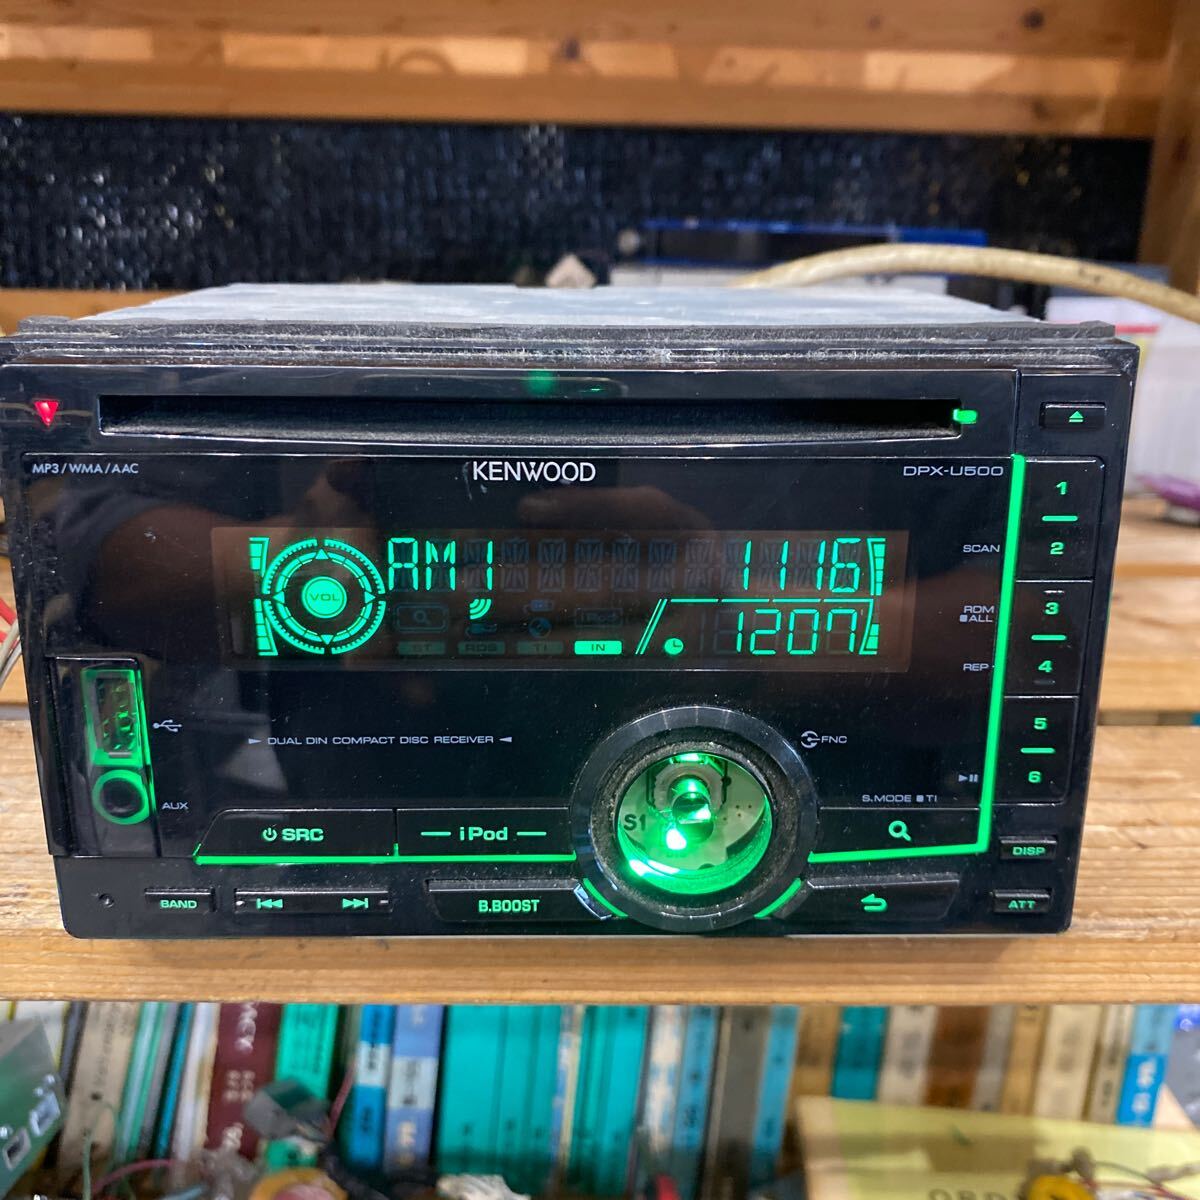 MP3/WMA/AAC
KENWOOD
DPX-U500
1
AM1
1116
SCAN
2
VOL
RDM
ALL
3
1207
ST RDS TI IN
REP
4
DUAL DIN COMPACT DISC RECEIVER
FNC
5
AUX
S.MODE TI
6
SRC
iPod
S1
DISP
BAND
B.BOOST
ATT